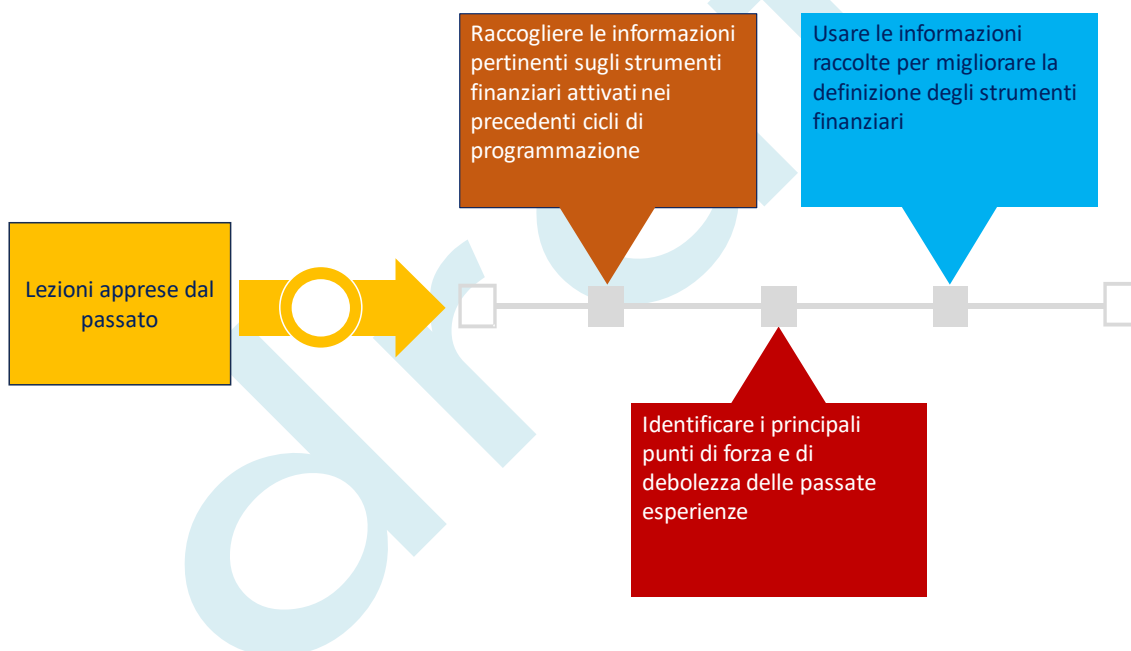 Lezioni apprese dal
passato
Raccogliere le informazioni
pertinenti sugli strumenti
finanziari attivati nei
precedenti cicli di
programmazione
Identificare i principali
punti di forza e di
debolezza delle passate
esperienze
Usare le informazioni
raccolte per migliorare la
definizione degli strumenti
finanziari